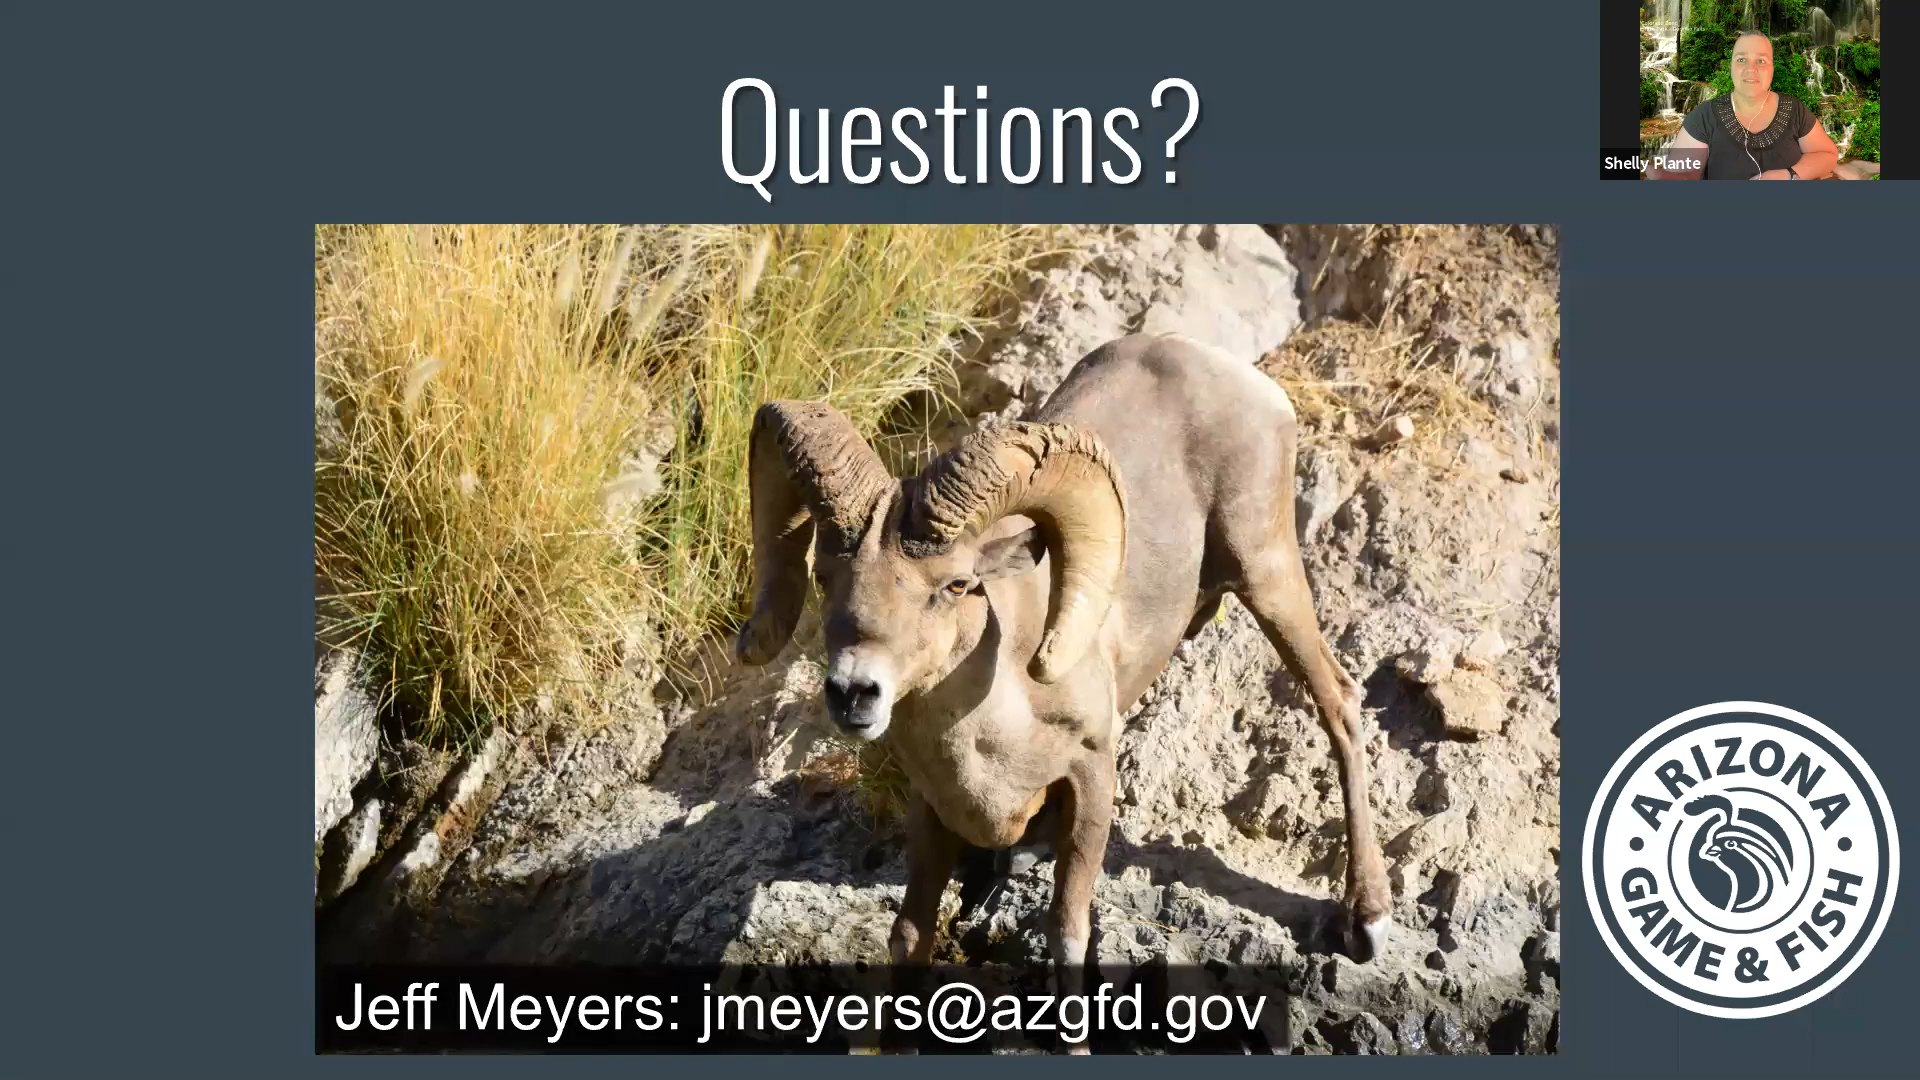 Questions?
Shelly Plante
ARIZONA
GAME & FISH
Jeff Meyers: jmeyers@azgfd.gov